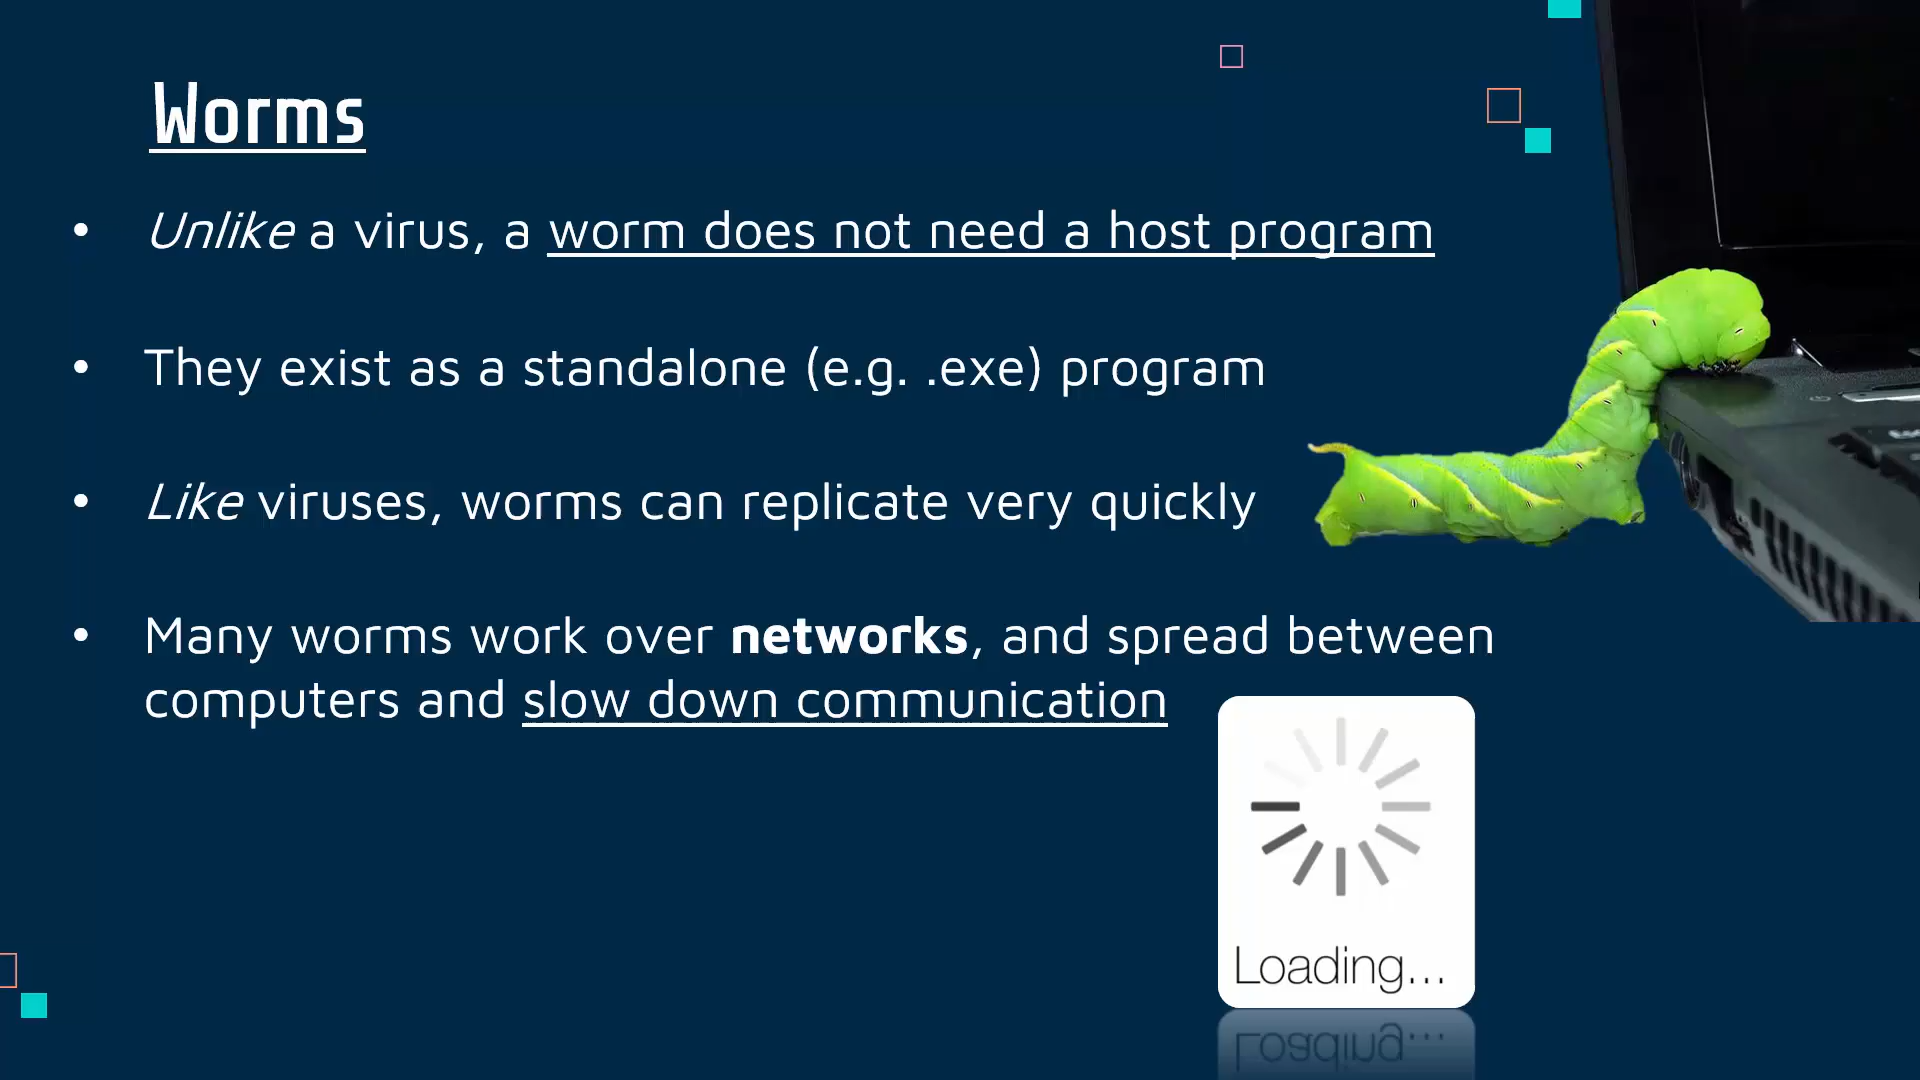 Worms
• Unlike a virus, a worm does not need a host program
• They exist as a standalone (e.g. .exe) program
• Like viruses, worms can replicate very quickly
• Many worms work over networks, and spread between
computers and slow down communication
Loading...